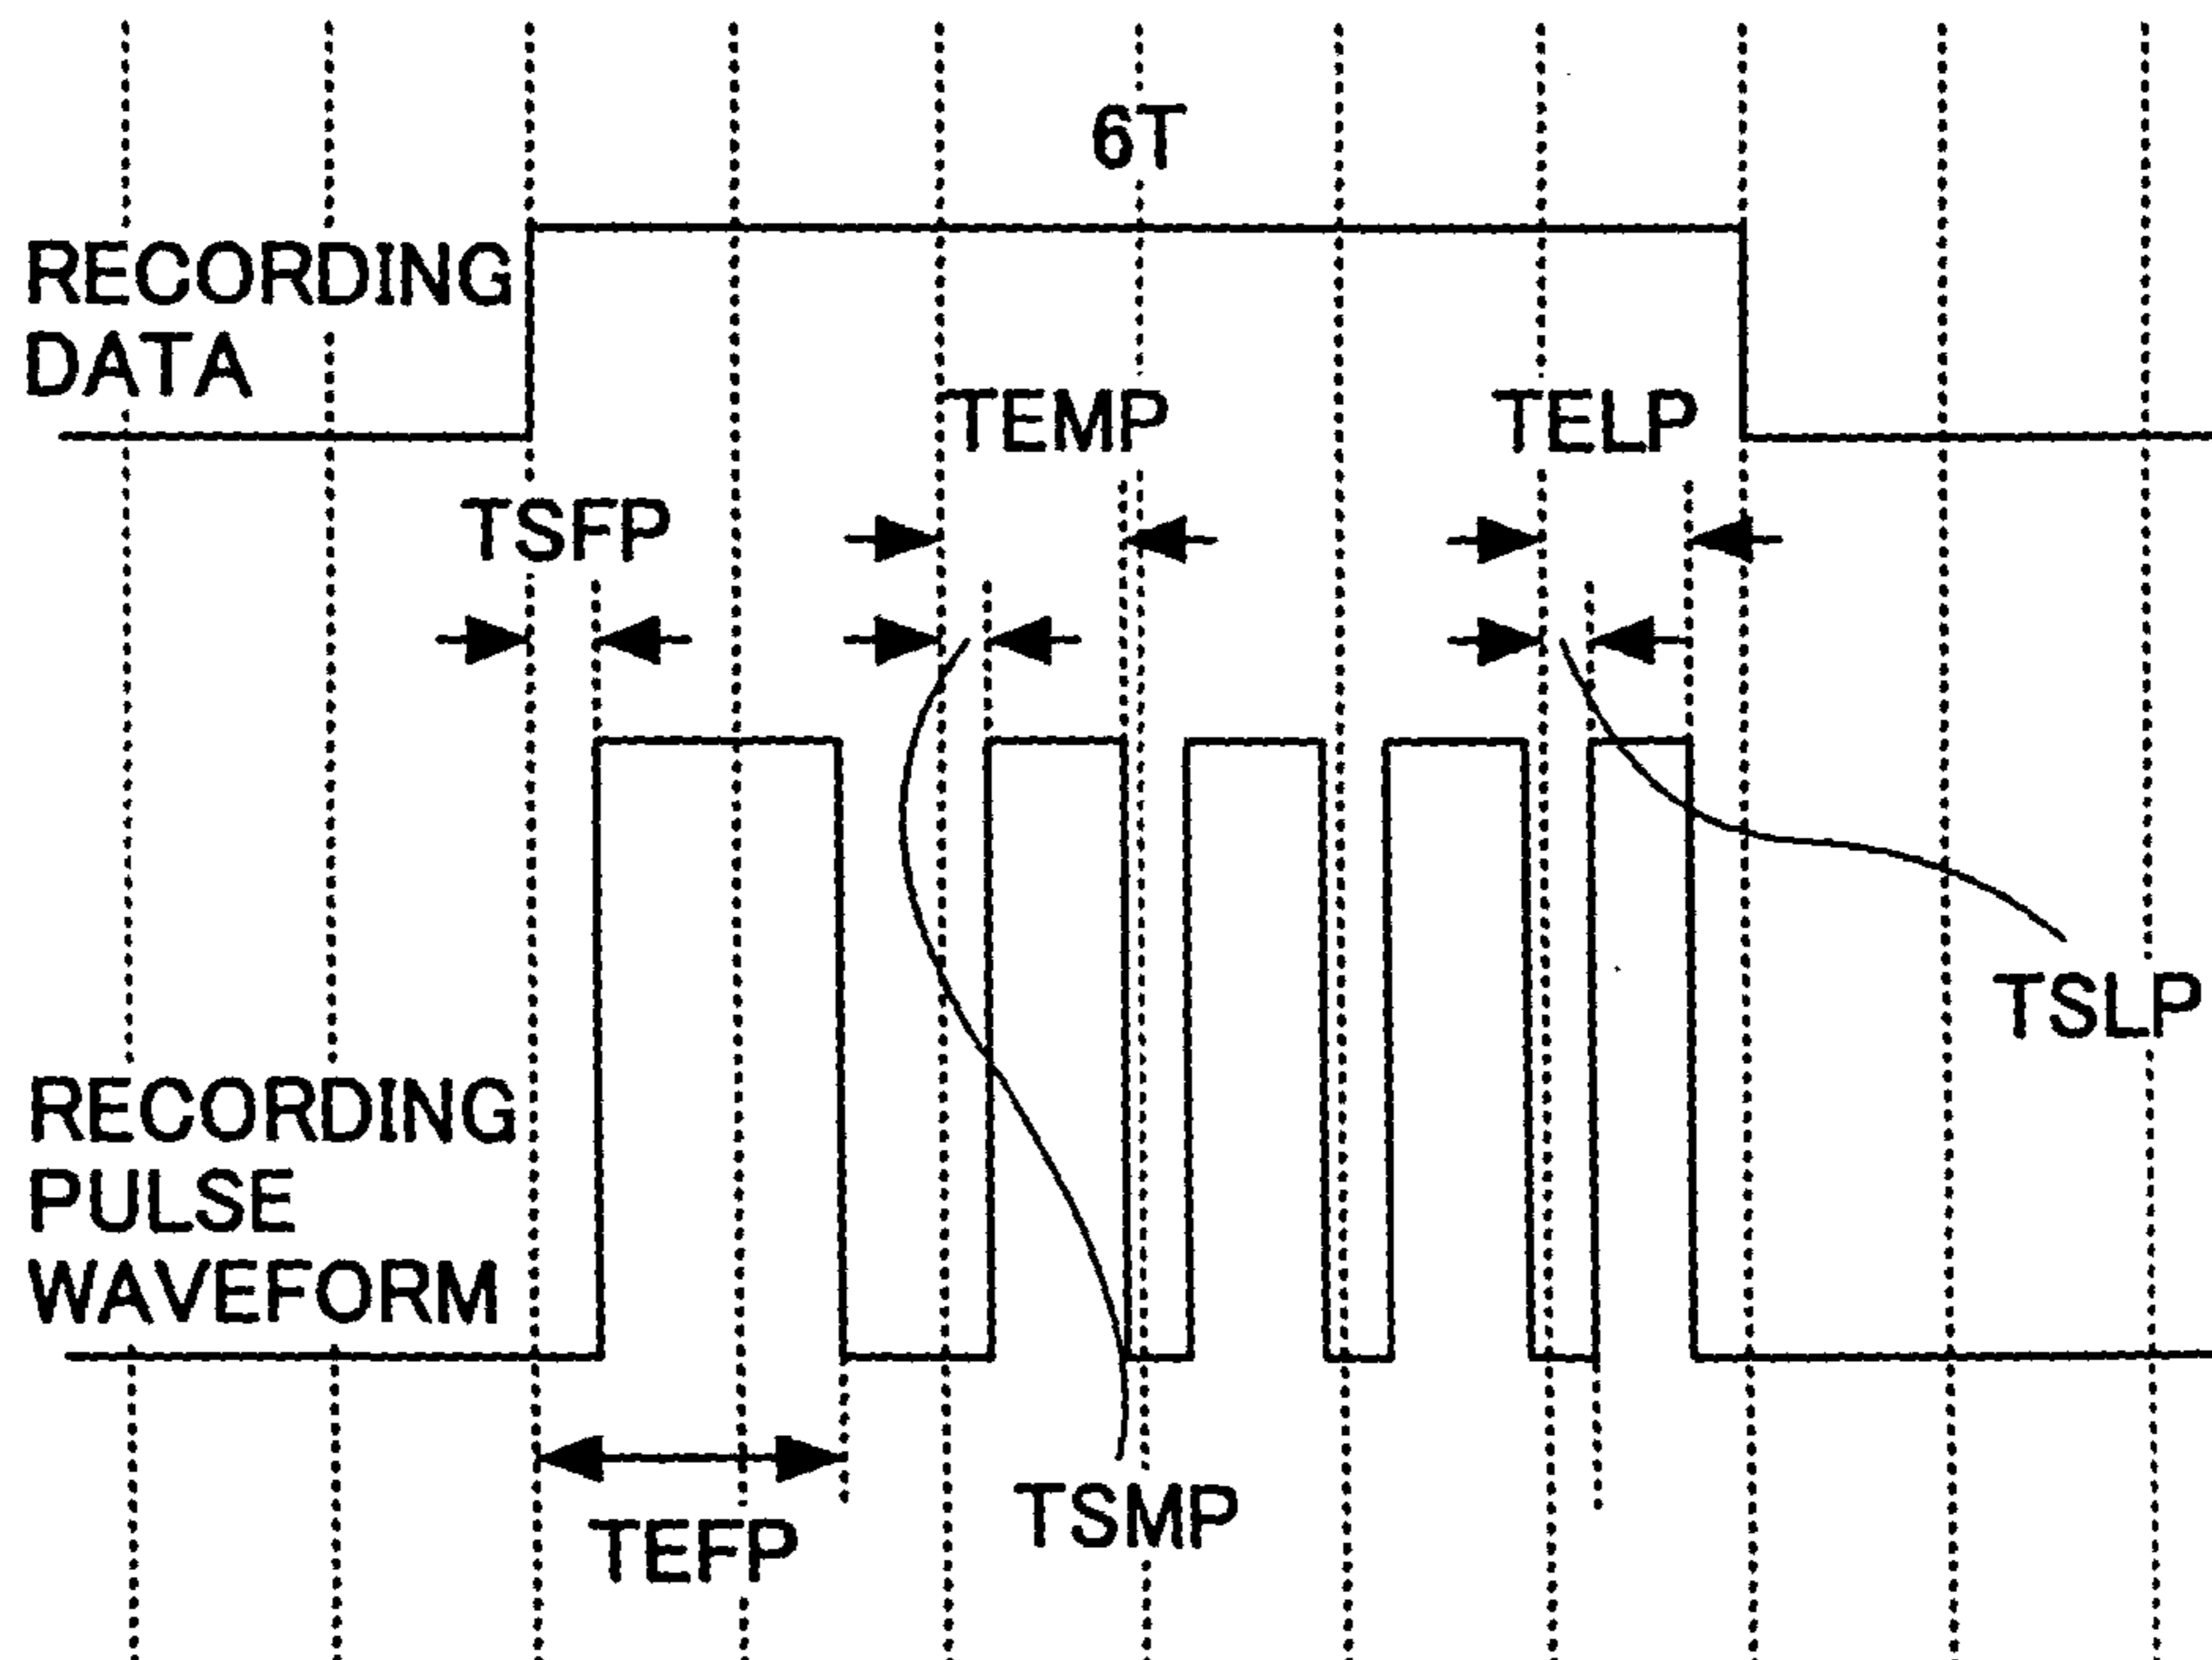 6T
RECORDING
DATA
TEMP
TELP
TSFP
TSLP
RECORDING
PULSE
WAVEFORM
TSMP
TEFP